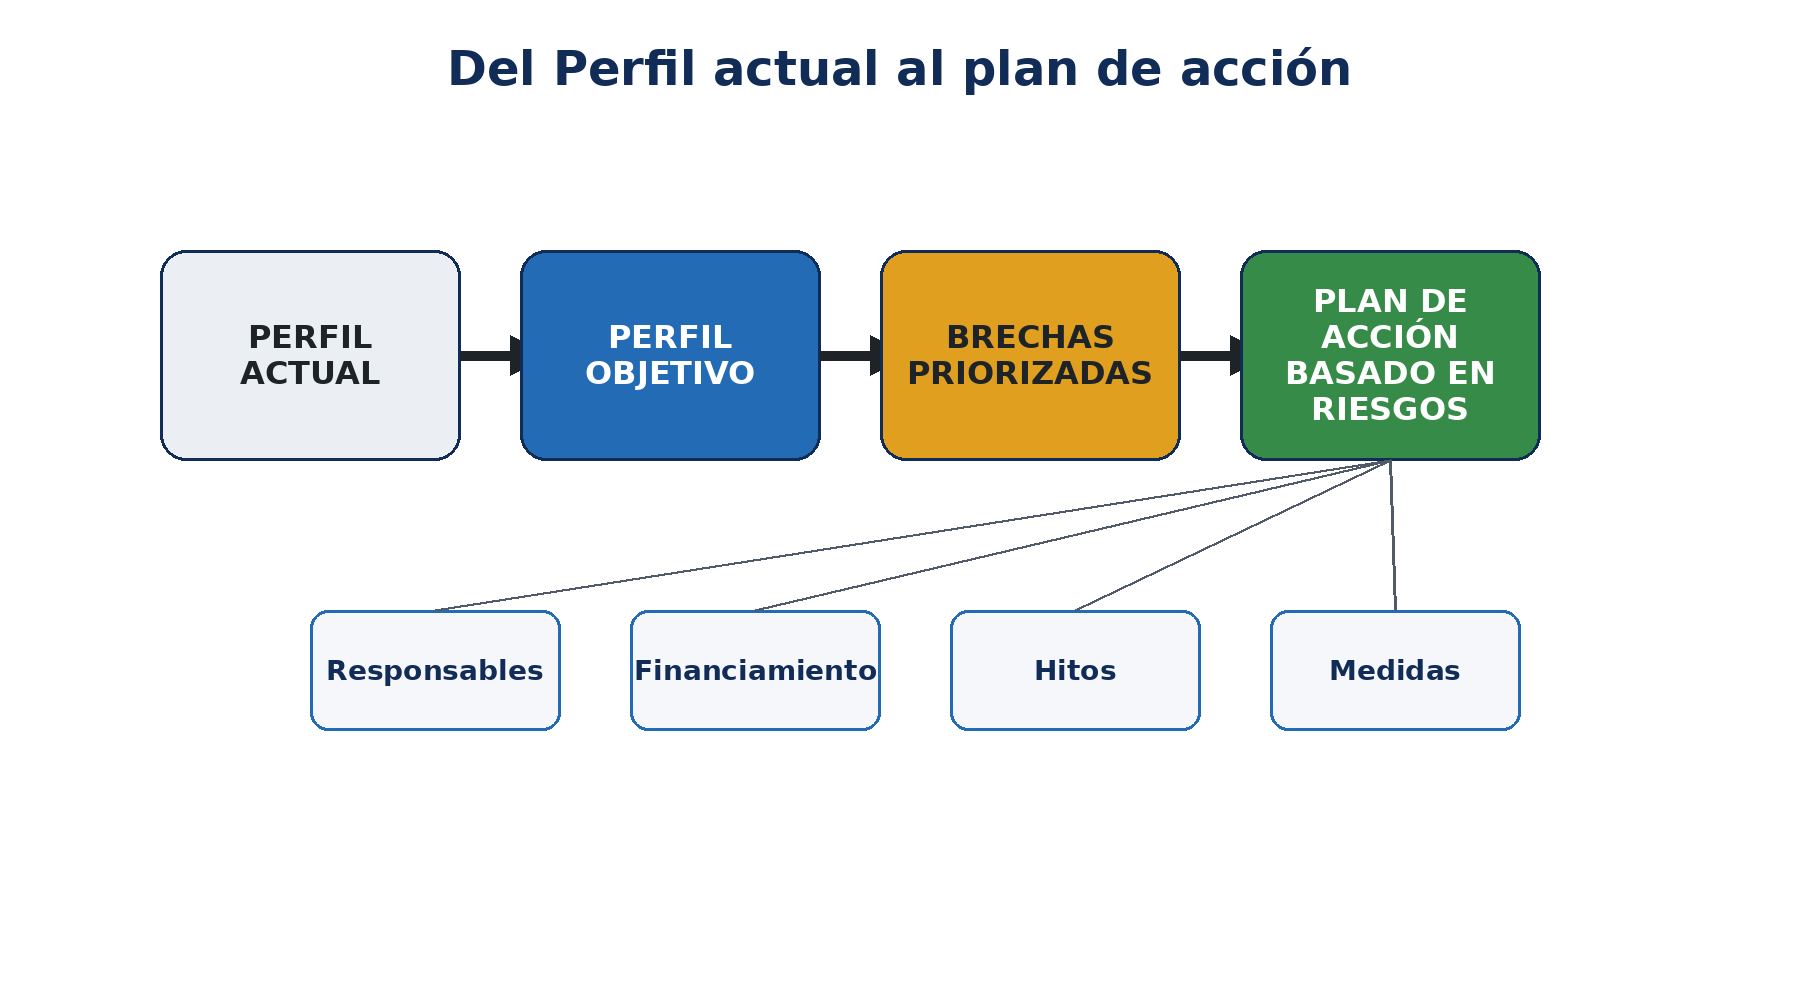 Del Perfil actual al plan de acción
PERFIL
ACTUAL
PERFIL
OBJETIVO
BRECHAS
PRIORIZADAS
PLAN DE
ACCIÓN
BASADO EN
RIESGOS
Responsables
Financiamiento
Hitos
Medidas